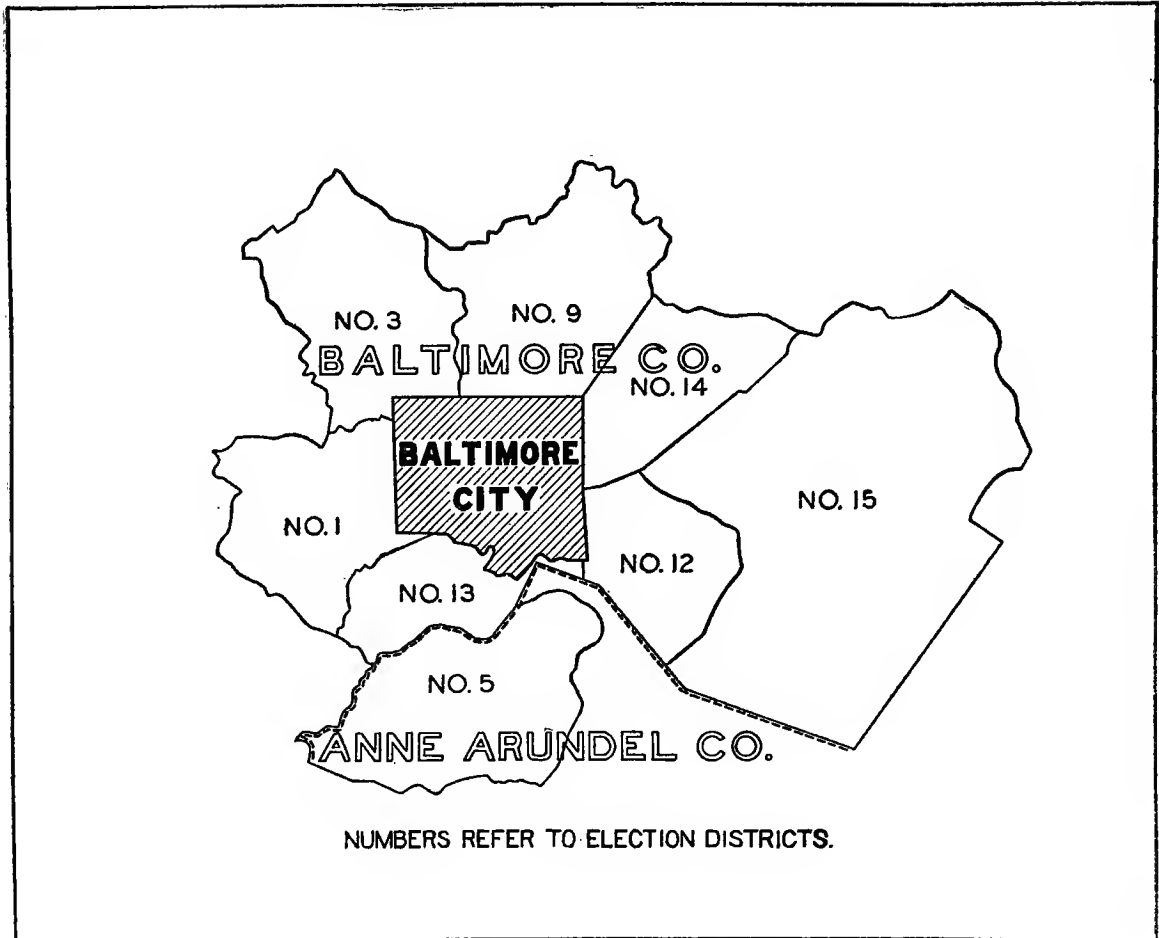 NO. 3
NO. 9
BALTIMORE CO.
NO. 14
BALTIMORE
CITY
NO. 15
NO. 1
NO. 12
NO. 13
NO. 5
ANNE ARUNDEL CO.
NUMBERS REFER TO ELECTION DISTRICTS.